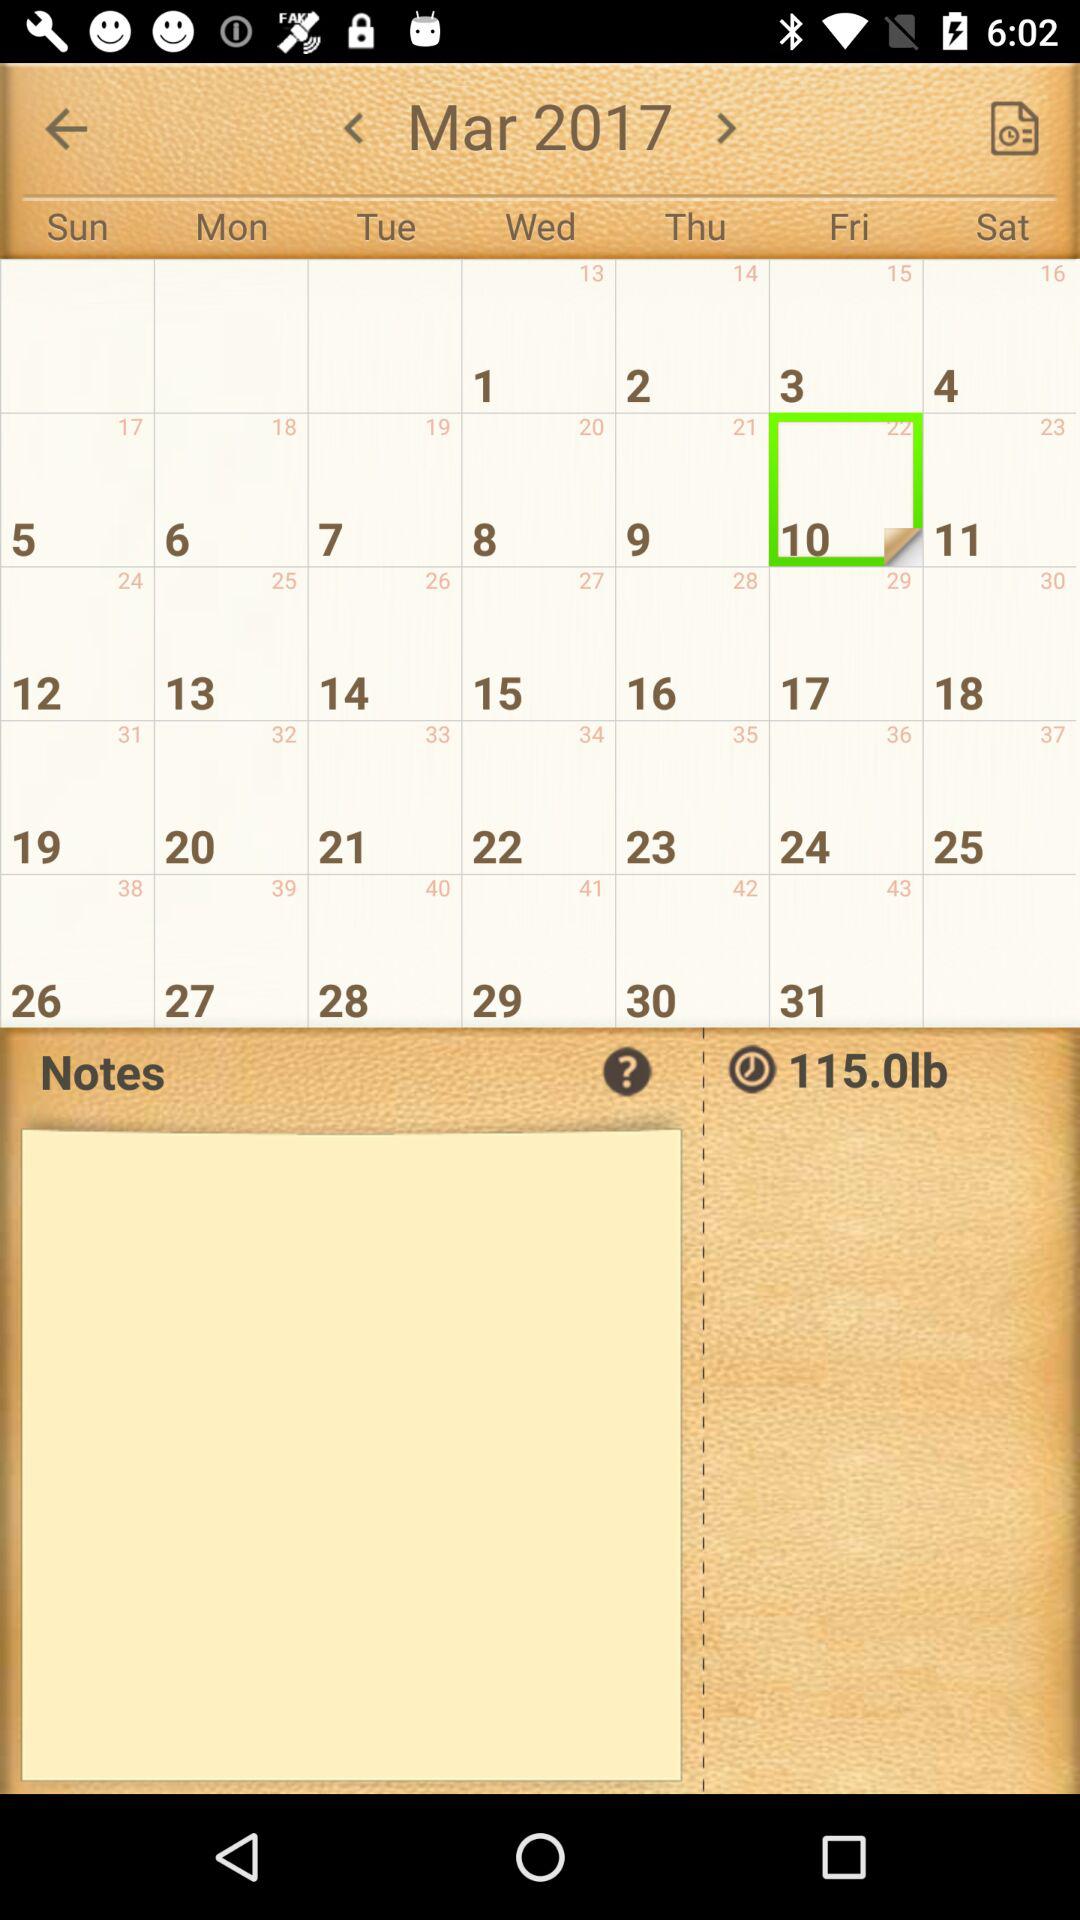 FAKE
6:02
Mar 2017
Sun Mon Tue Wed Thu Fri Sat
13 14 15 16
1 2 3 4
17 18 19 20 21 22 23
5 6 7 8 9 10 11
24 25 26 27 28 29 30
12 13 14 15 16 17 18
31 32 33 34 35 36 37
19 20 21 22 23 24 25
38 39 40 41 42 43
26 27 28 29 30 31
Notes ? 115.0lb